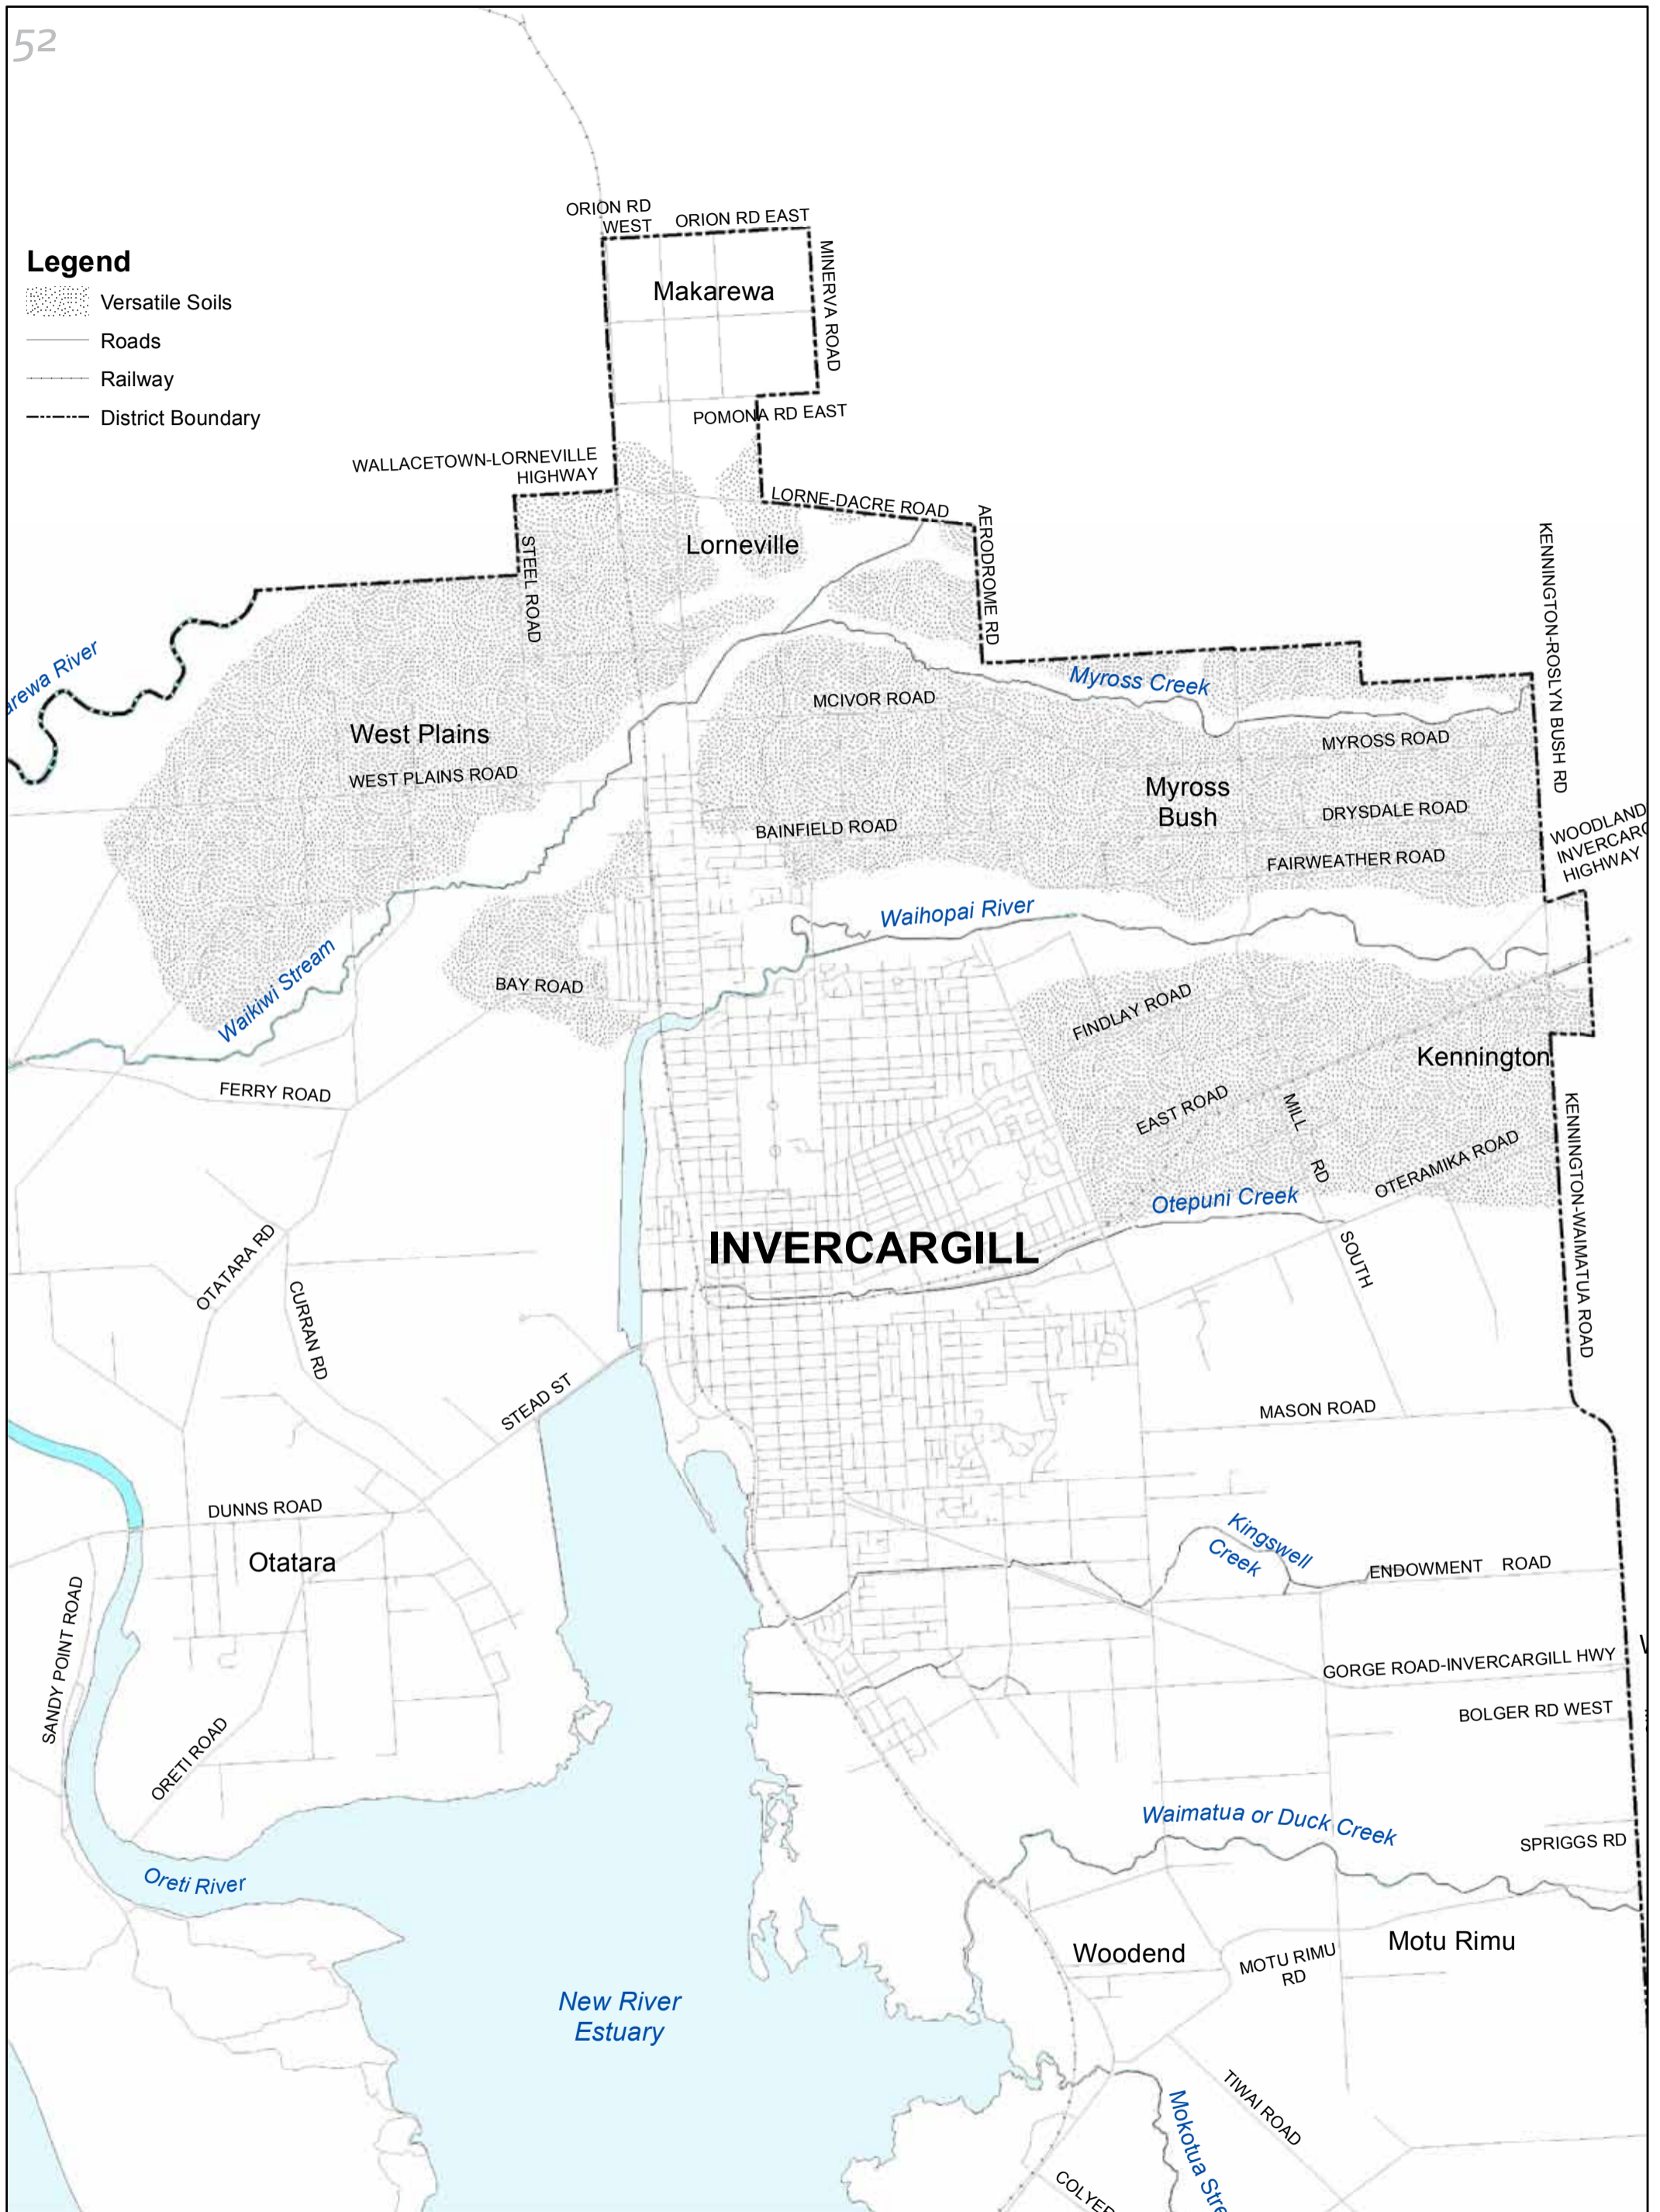 52
ORION RD
WEST
ORION RD EAST
MINERVA ROAD
Legend
Versatile Soils
Roads
Railway
District Boundary
Makarewa
POMONA RD EAST
WALLACETOWN-LORNEVILLE
HIGHWAY
LORNE-DACRE ROAD
AERODROME RD
STEEL ROAD
Lorneville
KENNINGTON-ROSLYN BUSH RD
arewa River
Myross Creek
MCIVOR ROAD
West Plains
WEST PLAINS ROAD
MYROSS ROAD
Myross
Bush
DRYSDALE ROAD
BAINFIELD ROAD
FAIRWEATHER ROAD
WOODLAND
INVERCARG
HIGHWAY
Waihopai River
Waikiwi Stream
BAY ROAD
FINDLAY ROAD
Kennington
FERRY ROAD
EAST ROAD
MILL
RD
SOUTH
OTERAMIKA ROAD
KENNINGTON-WAIMATUA ROAD
Otepuni Creek
INVERCARGILL
OTATARA RD
CURRAN RD
STEAD ST
MASON ROAD
DUNNS ROAD
Otatara
Kingswell
Creek
ENDOWMENT ROAD
SANDY POINT ROAD
GORGE ROAD-INVERCARGILL HWY
BOLGER RD WEST
ORETI ROAD
Waimatua or Duck Creek
SPRIGGS RD
Oreti River
Woodend
MOTU RIMU
RD
Motu Rimu
New River
Estuary
TIWAI ROAD
Mokotua Stre
COLYER